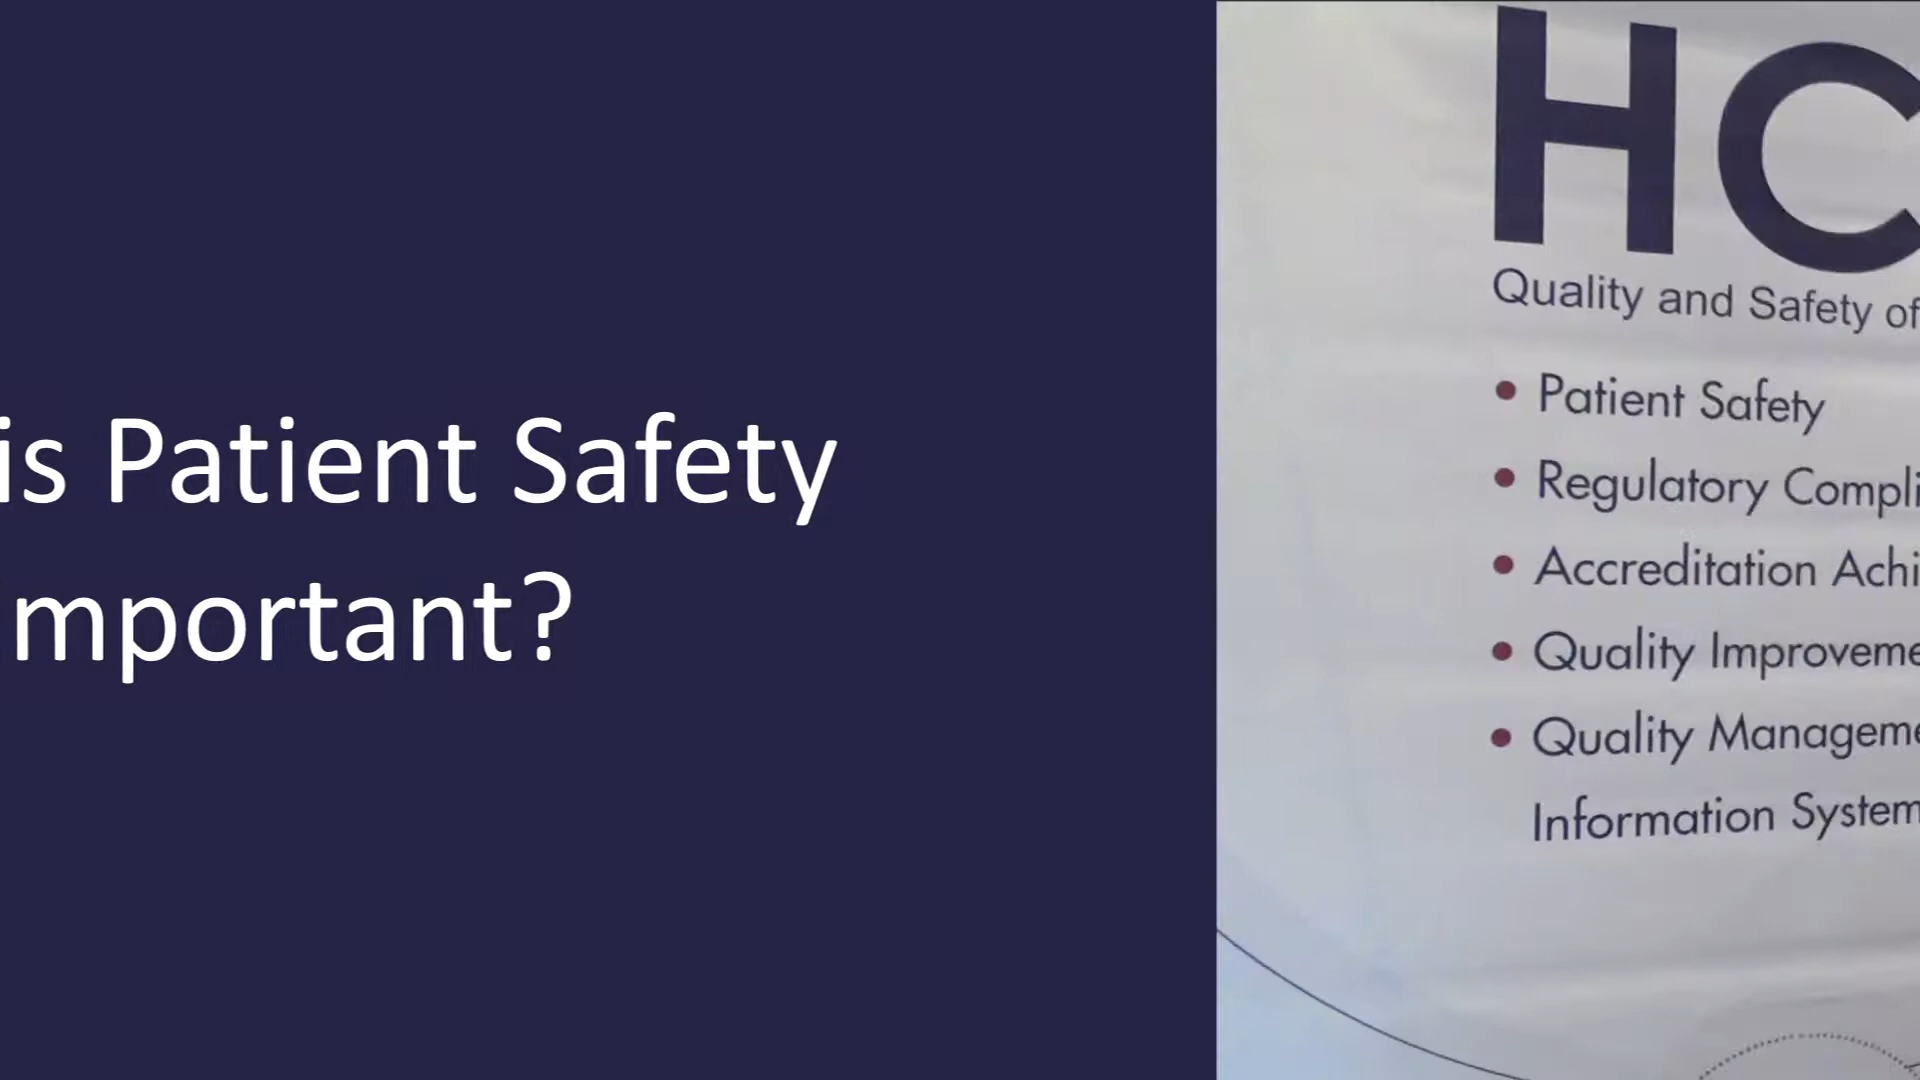 is Patient Safety
mportant?
HC
Quality and Safety of
• Patient Safety
• Regulatory Compli
• Accreditation Achi
• Quality Improveme
• Quality Manageme
Information System